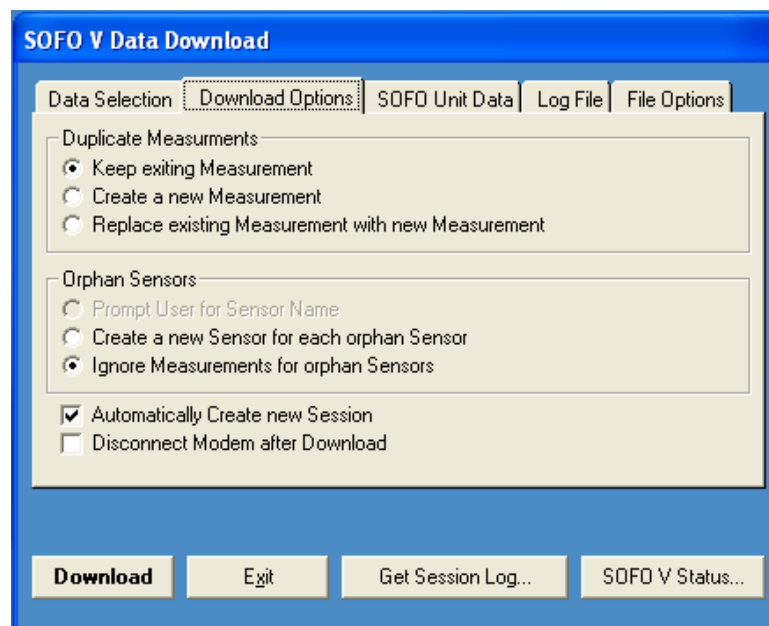 SOFO V Data Download
Data Selection Download Options SOFO Unit Data Log File File Options
Duplicate Measurments
Keep exiting Measurement
Create a new Measurement
Replace existing Measurement with new Measurement
Orphan Sensors
Prompt User for Sensor Name
Create a new Sensor for each orphan Sensor
Ignore Measurements for orphan Sensors
Automatically Create new Session
Disconnect Modem after Download
Download Exit Get Session Log... SOFO V Status...